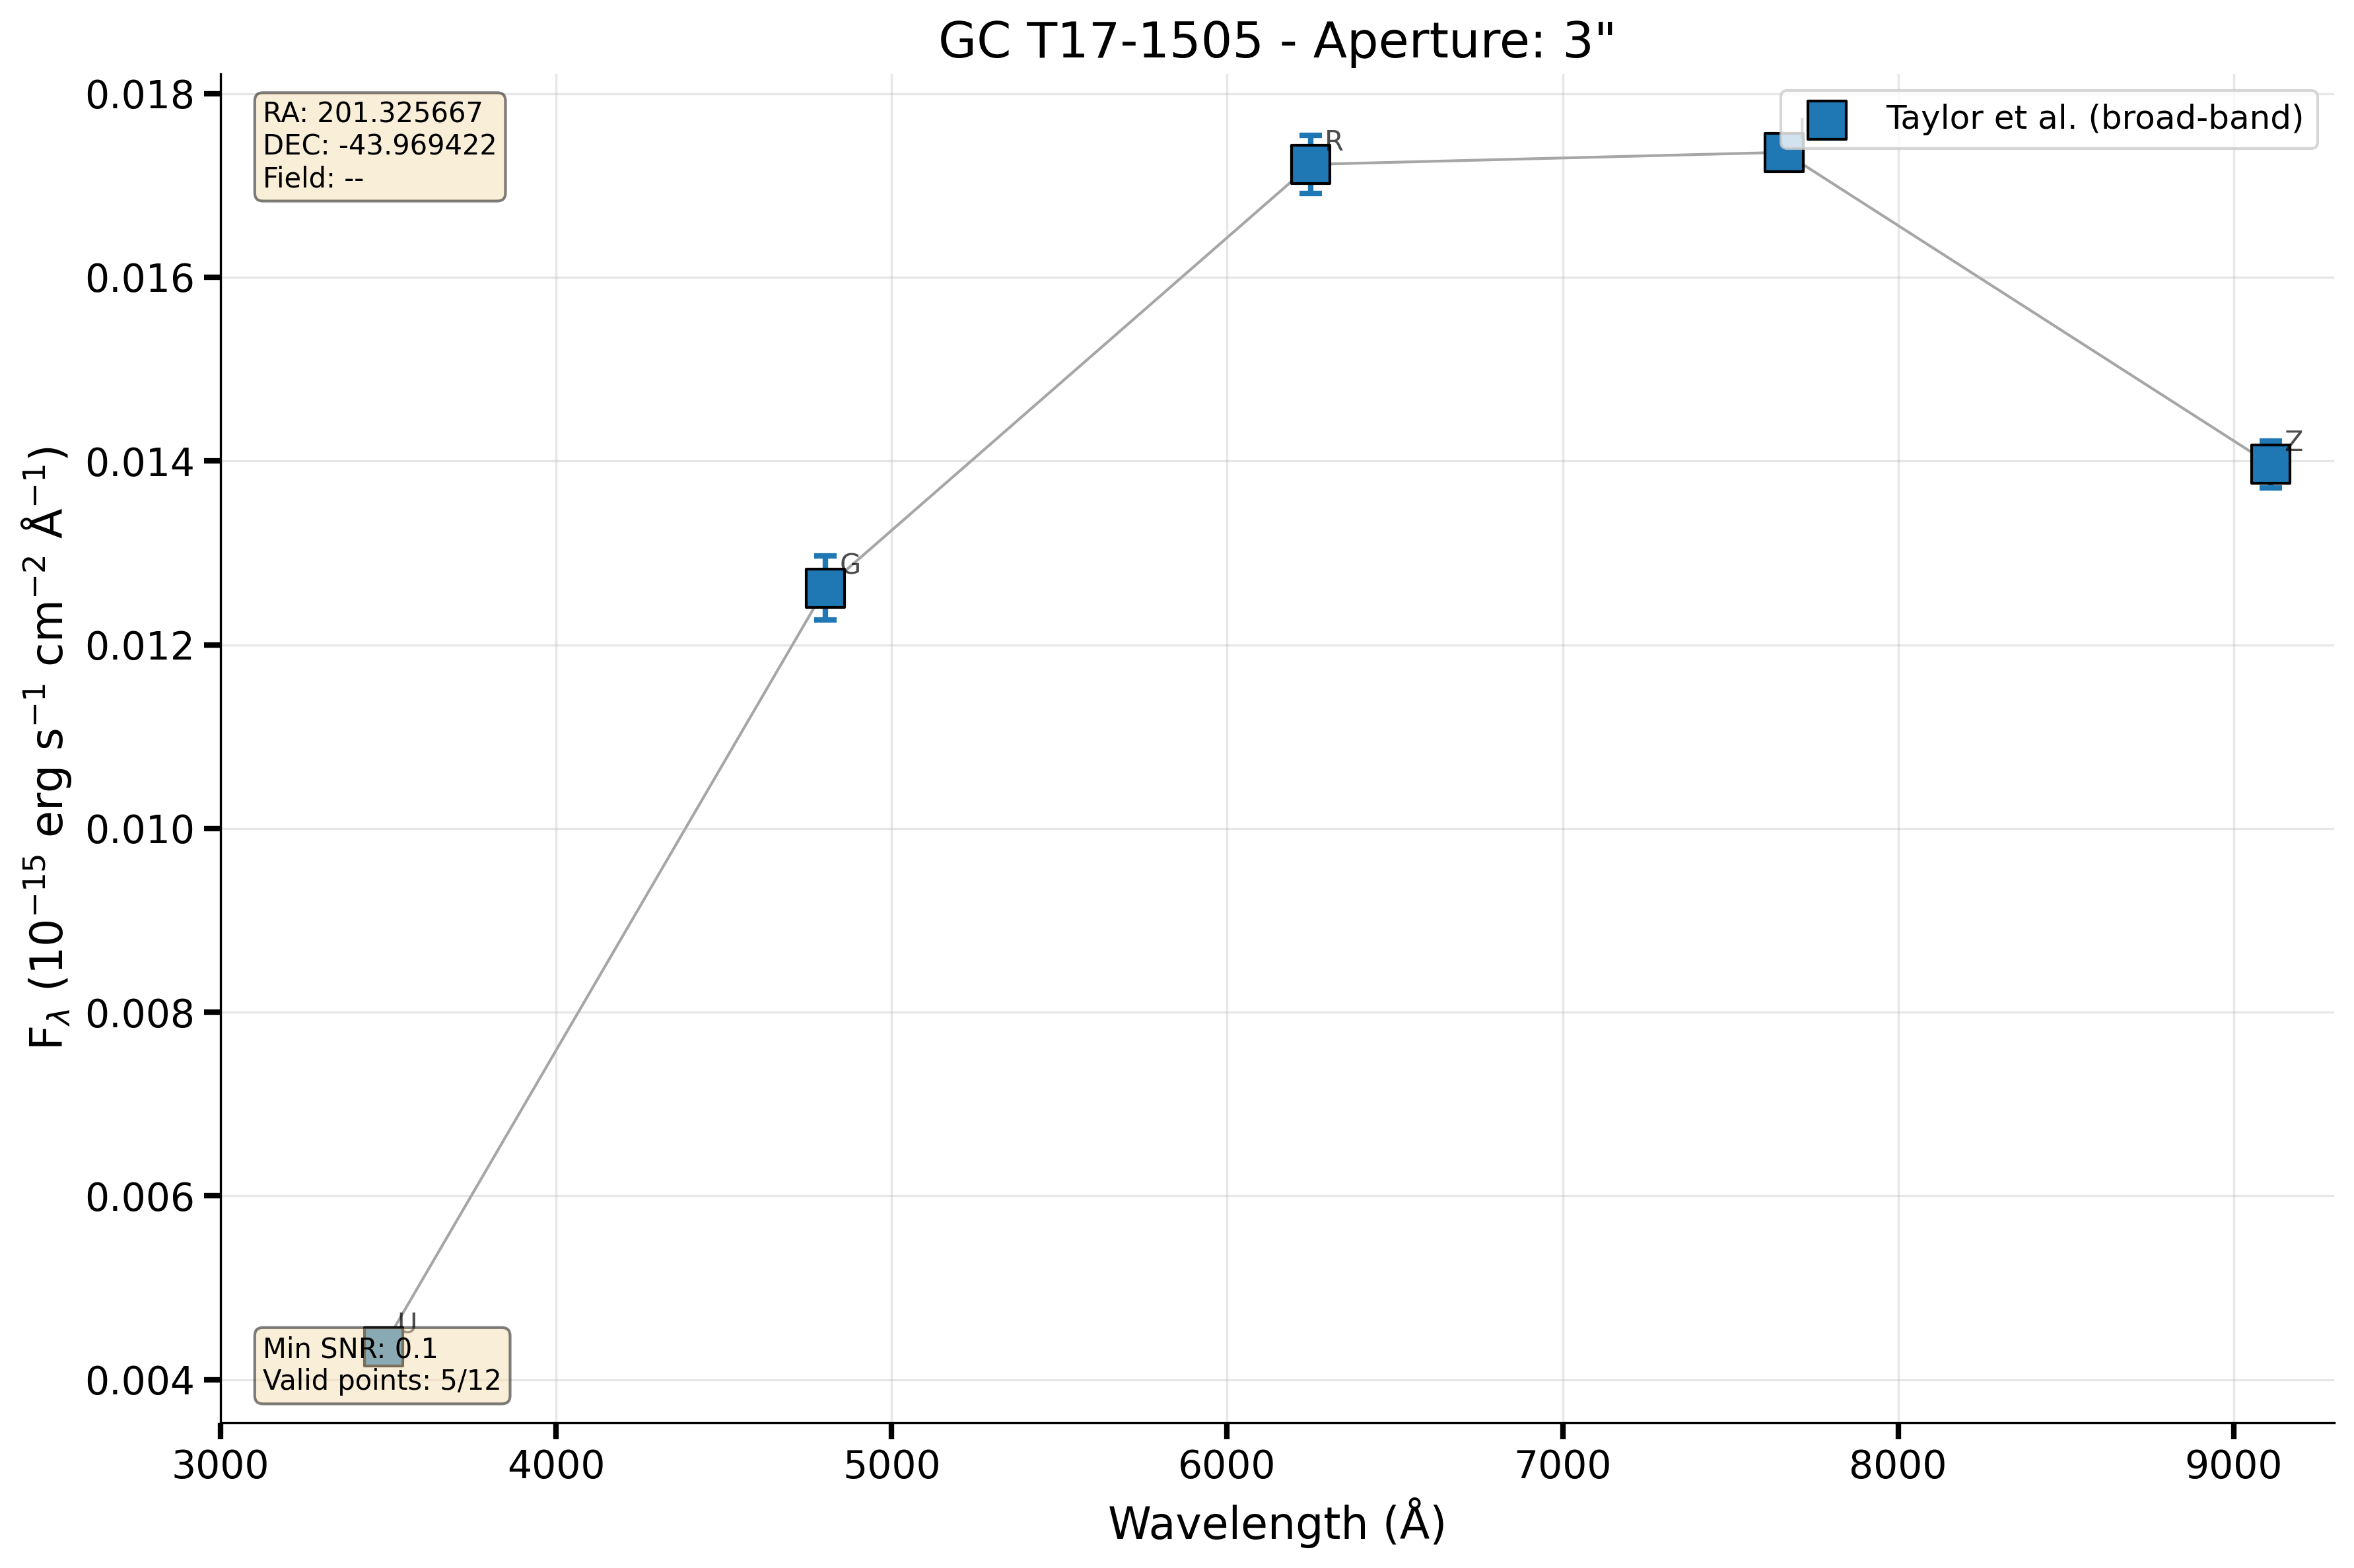 GC T17-1505 - Aperture: 3"
RA: 201.325667
DEC: -43.969422
Field: --
Taylor et al. (broad-band)
R
G
Z
U
Min SNR: 0.1
Valid points: 5/12
F_λ (10⁻¹⁵ erg s⁻¹ cm⁻² Å⁻¹)
0.018
0.016
0.014
0.012
0.010
0.008
0.006
0.004
3000 4000 5000 6000 7000 8000 9000
Wavelength (Å)